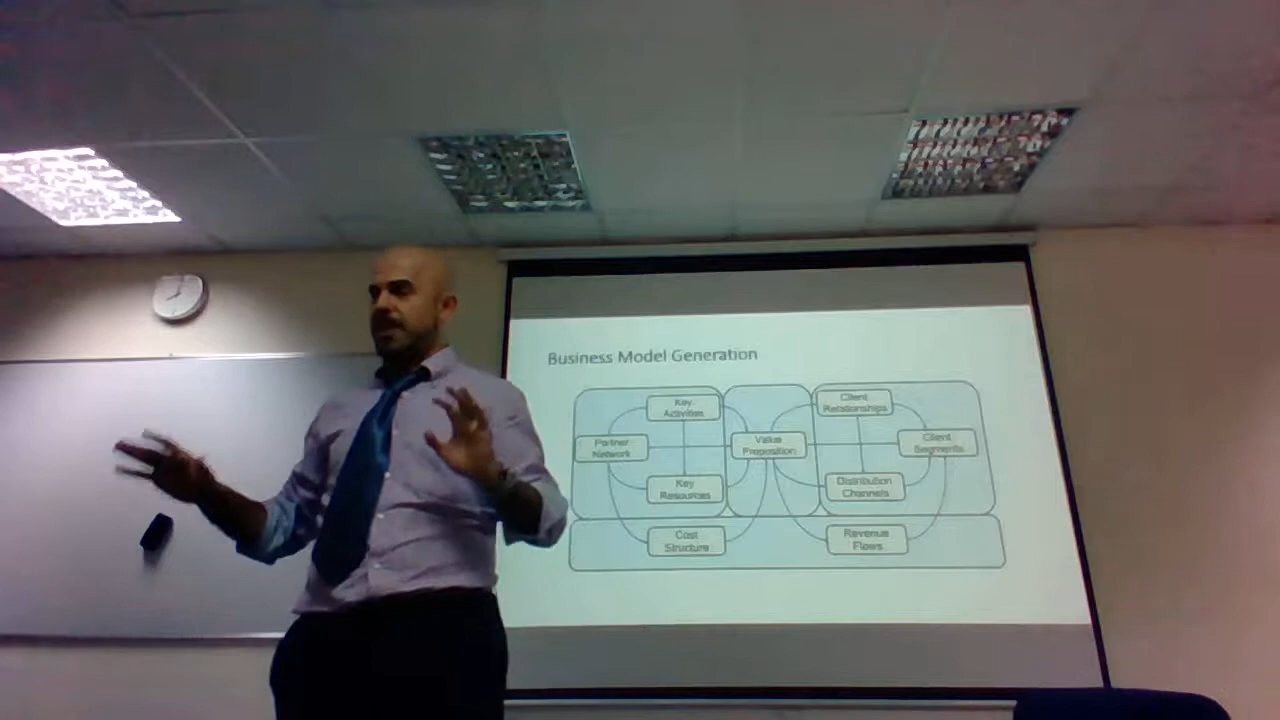 Business Model Generation
Key
Activities
Client
Relationships
Partner
Network
Value
Proposition
Client
Segments
Key
Resources
Distribution
Channels
Cost
Structure
Revenue
Flows